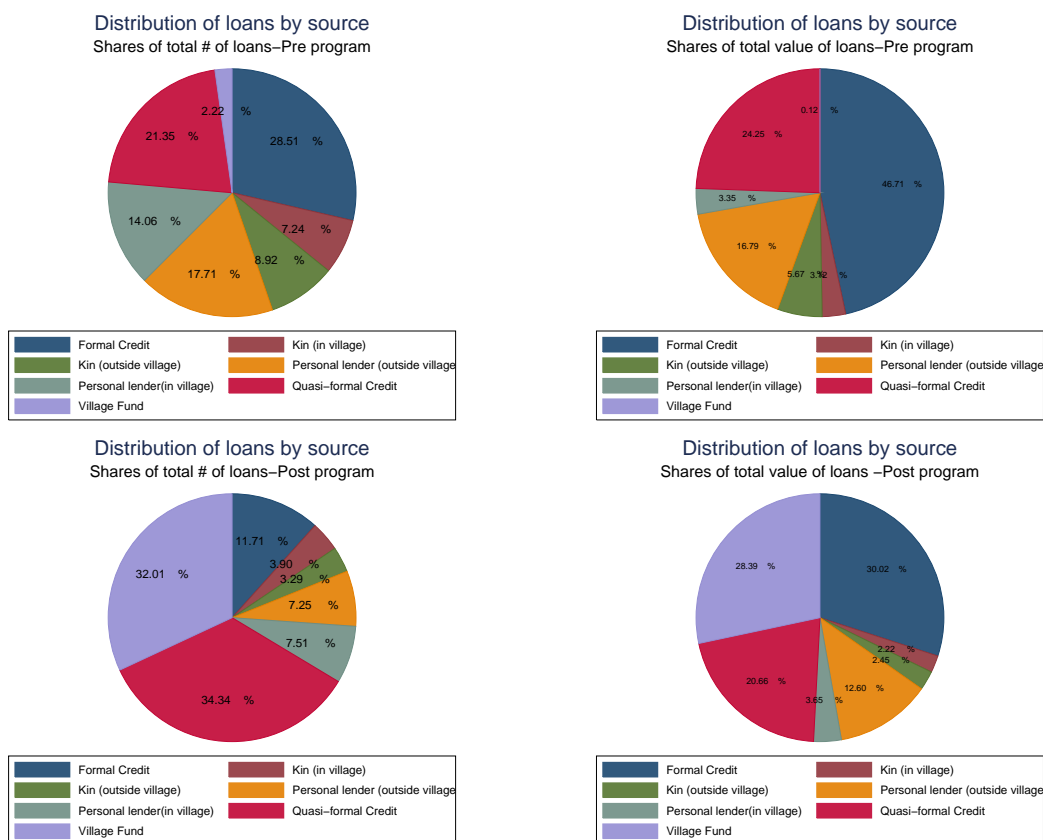 Distribution of loans by source
Shares of total # of loans–Pre program
2.22 %
21.35 %
28.51 %
14.06 %
7.24 %
8.92 %
17.71 %
Formal Credit
Kin (in village)
Kin (outside village)
Personal lender (outside village
Personal lender(in village)
Quasi–formal Credit
Village Fund
Distribution of loans by source
Shares of total value of loans–Pre program
0.12 %
24.25 %
46.71 %
3.35 %
16.79 %
5.67 %
%
Formal Credit
Kin (in village)
Kin (outside village)
Personal lender (outside village
Personal lender(in village)
Quasi–formal Credit
Village Fund
Distribution of loans by source
Shares of total # of loans–Post program
11.71 %
32.01 %
3.90 %
3.29 %
7.25 %
7.51 %
34.34 %
Formal Credit
Kin (in village)
Kin (outside village)
Personal lender (outside village
Personal lender(in village)
Quasi–formal Credit
Village Fund
Distribution of loans by source
Shares of total value of loans –Post program
28.39 %
30.02 %
2.22 %
2.45 %
20.66 %
12.60 %
3.65 %
Formal Credit
Kin (in village)
Kin (outside village)
Personal lender (outside village
Personal lender(in village)
Quasi–formal Credit
Village Fund